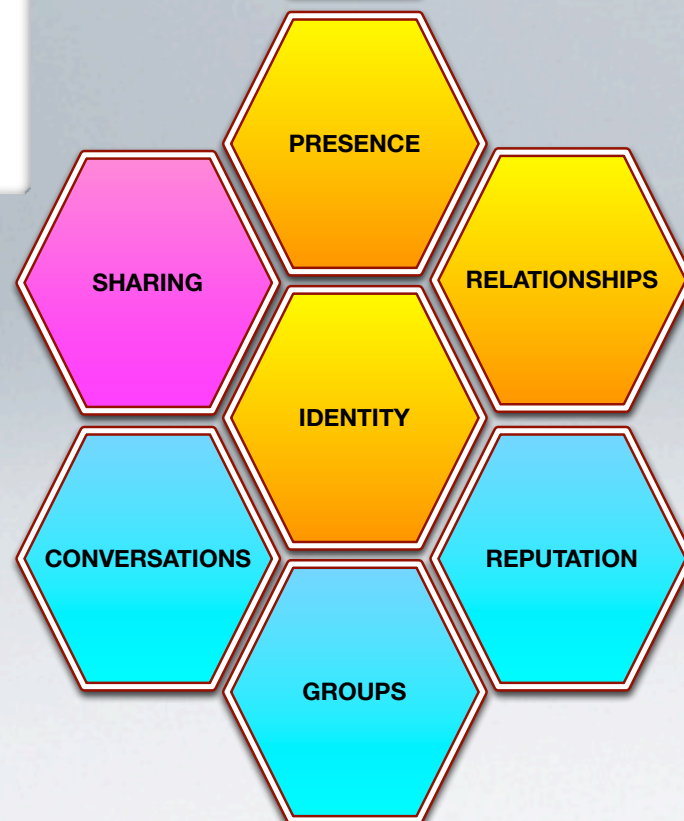 PRESENCE
SHARING
RELATIONSHIPS
IDENTITY
CONVERSATIONS
REPUTATION
GROUPS